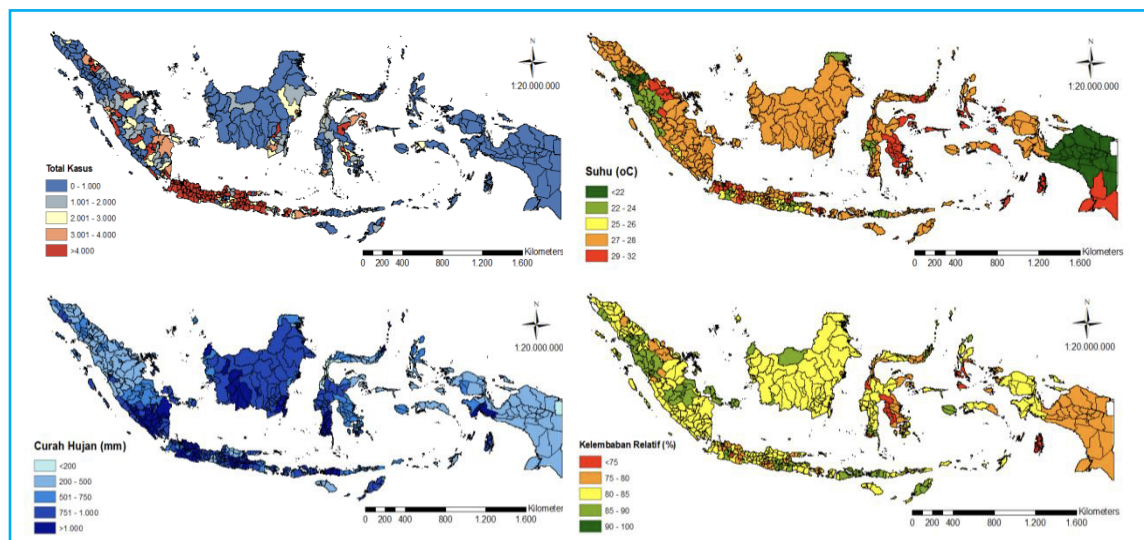 N
1:20.000.000
Total Kasus
0 - 1.000
1.001 - 2.000
2.001 - 3.000
3.001 - 4.000
>4.000
Kilometers
0 200 400 800 1.200 1.600
N
1:20.000.000
Suhu (oC)
<22
22 - 24
25 - 26
27 - 28
29 - 32
Kilometers
0 200 400 800 1.200 1.600
N
1:20.000.000
Curah Hujan (mm)
<200
200 - 500
501 - 750
751 - 1.000
>1.000
Kilometers
0 200 400 800 1.200 1.600
N
1:20.000.000
Kelembaban Relatif (%)
<75
75 - 80
80 - 85
85 - 90
90 - 100
Kilometers
0 200 400 800 1.200 1.600